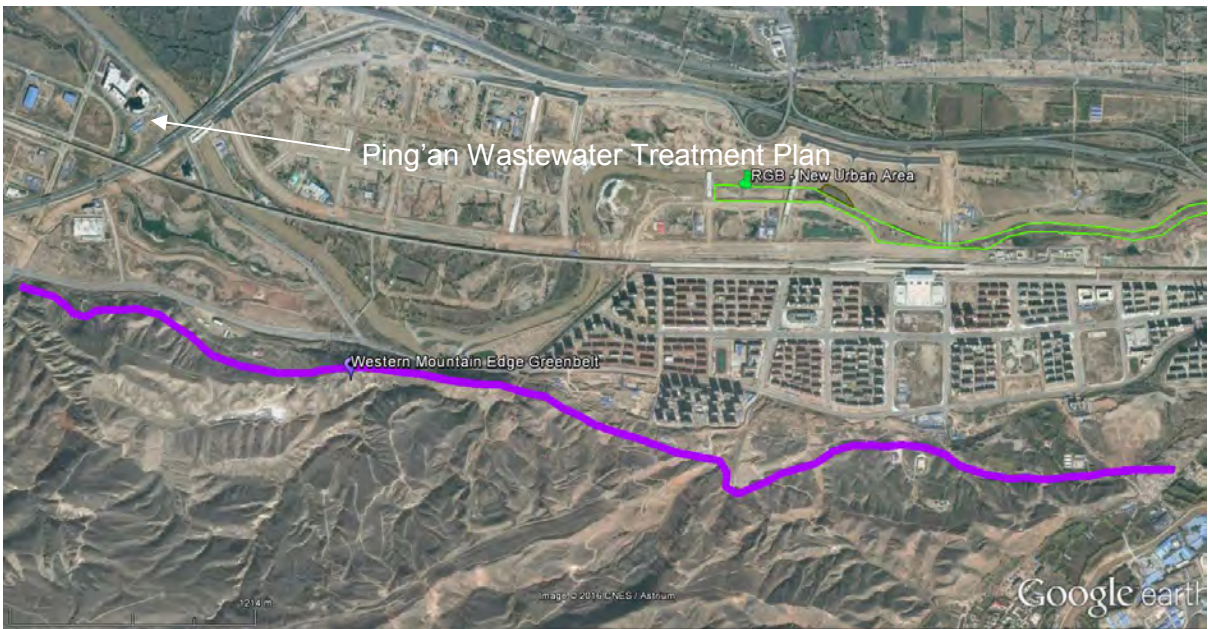 Ping'an Wastewater Treatment Plan
RGB - New Urban Area
Western Mountain Edge Greenbelt
1214 m
Image © 2016 CNES / Astrium
Google earth